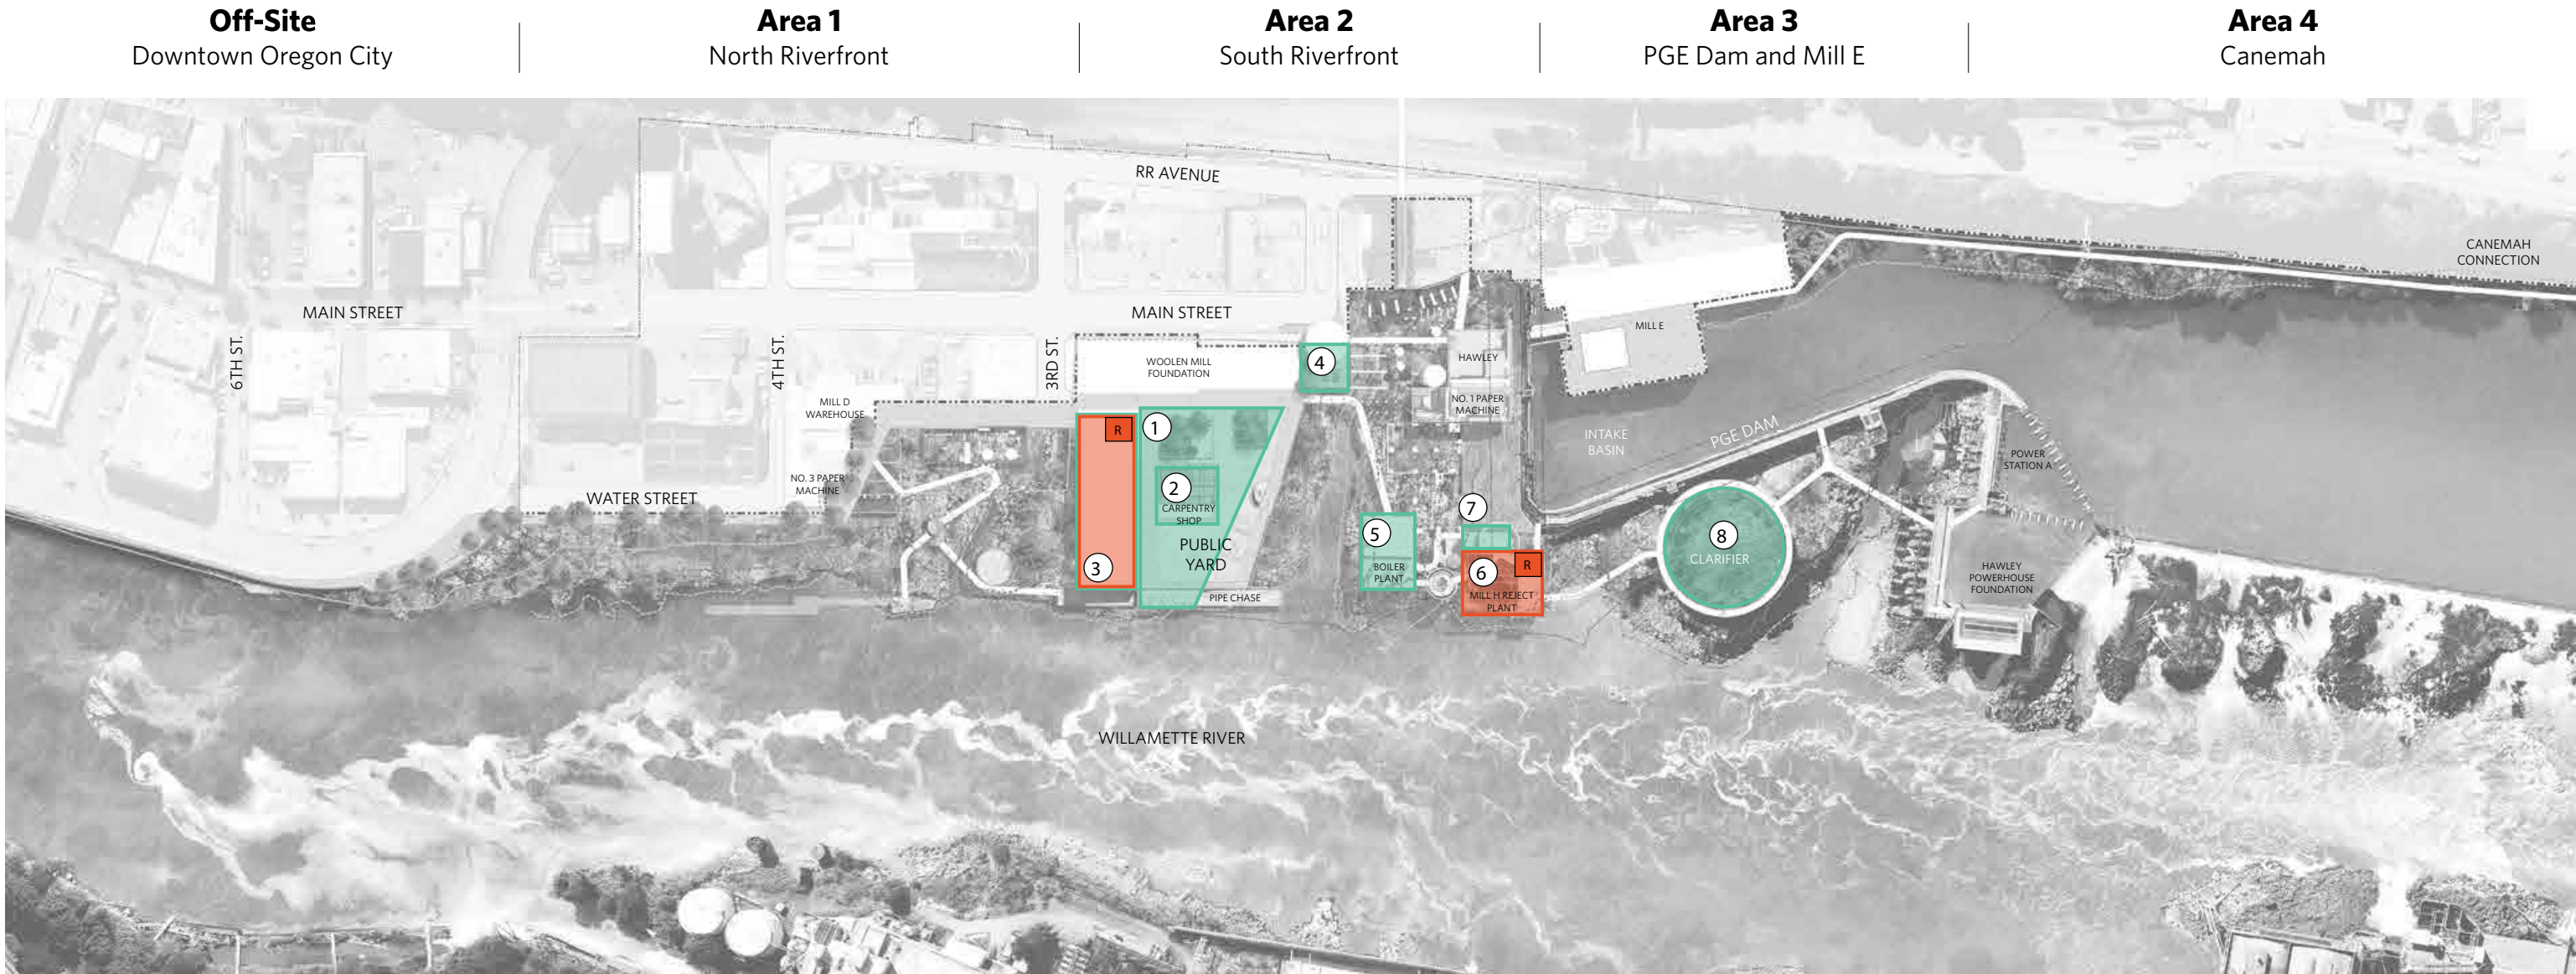 Off-Site
Downtown Oregon City
Area 1
North Riverfront
Area 2
South Riverfront
Area 3
PGE Dam and Mill E
Area 4
Canemah
RR AVENUE
CANEMAH
CONNECTION
MAIN STREET
MAIN STREET
MILL E
6TH ST.
4TH ST.
3RD ST.
WOOLEN MILL
FOUNDATION
4
HAWLEY
MILL D
WAREHOUSE
NO. 1 PAPER
MACHINE
R
1
INTAKE
BASIN
PGE DAM
POWER
STATION A
NO. 3 PAPER
MACHINE
WATER STREET
2
CARPENTRY
SHOP
7
5
8
CLARIFIER
PUBLIC
YARD
3
BOILER
PLANT
6
R
MILL H REJECT
PLANT
HAWLEY
POWERHOUSE
FOUNDATION
PIPE CHASE
WILLAMETTE RIVER